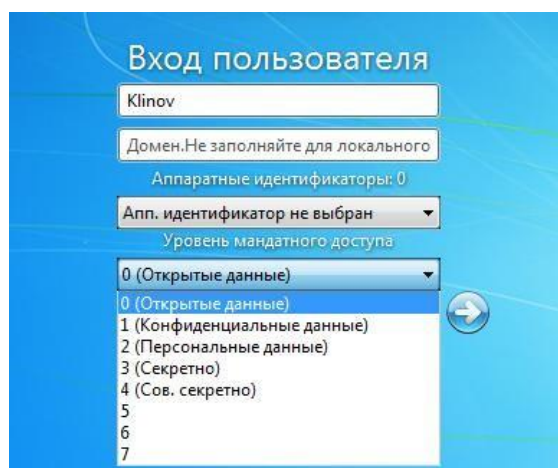 Вход пользователя
Klinov
Домен.Не заполняйте для локального
Аппаратные идентификаторы: 0
Апп. идентификатор не выбран
Уровень мандатного доступа
0 (Открытые данные)
0 (Открытые данные)
1 (Конфиденциальные данные)
2 (Персональные данные)
3 (Секретно)
4 (Сов. секретно)
5
6
7